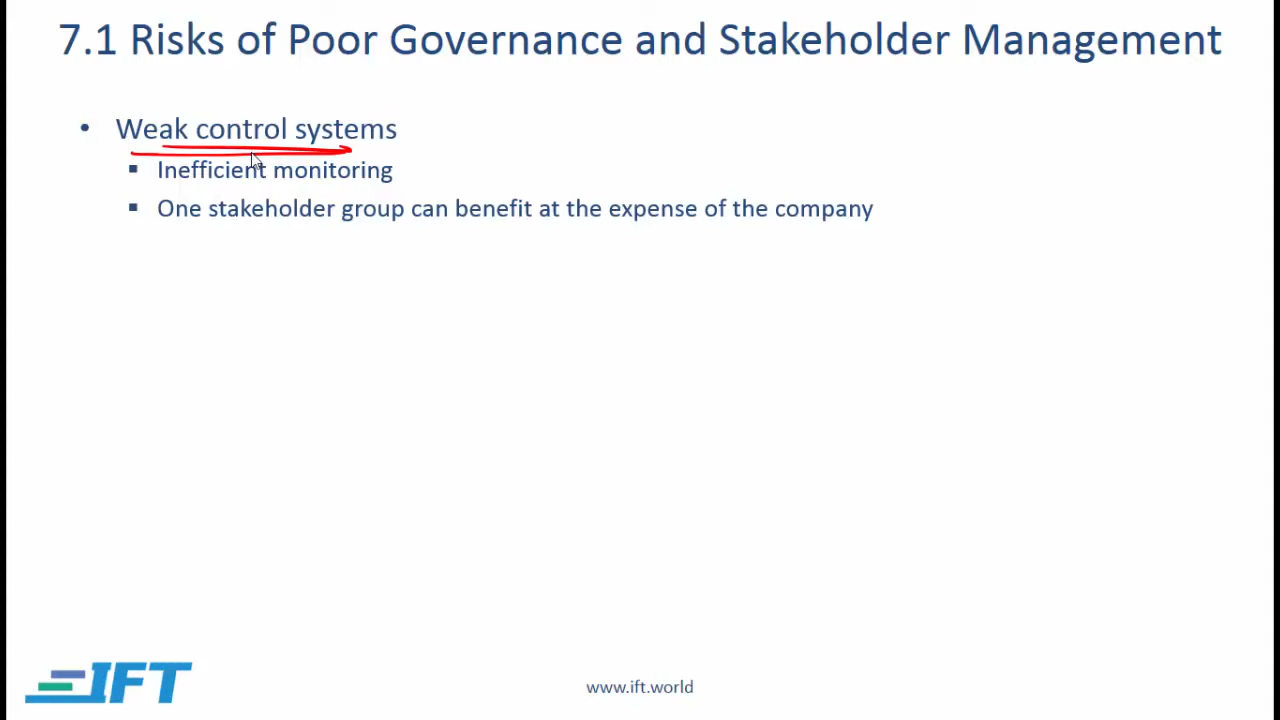 7.1 Risks of Poor Governance and Stakeholder Management
• Weak control systems
▪ Inefficient monitoring
▪ One stakeholder group can benefit at the expense of the company
IFT
www.ift.world